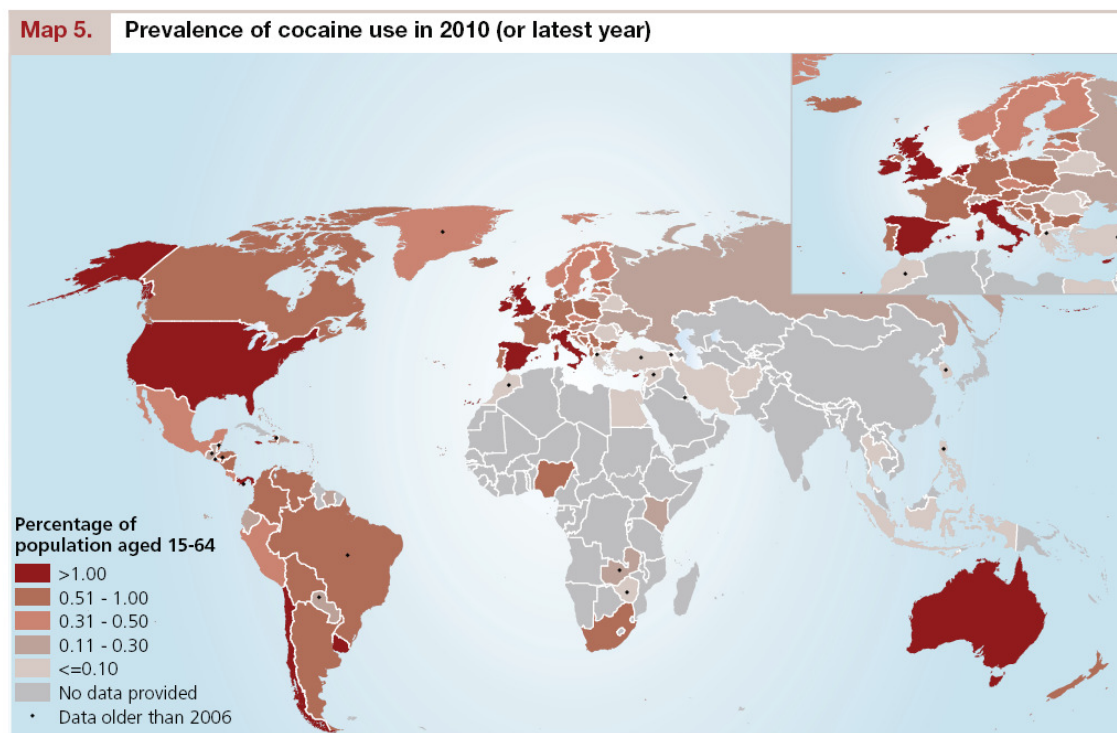 Map 5. Prevalence of cocaine use in 2010 (or latest year)
Percentage of
population aged 15-64
>1.00
0.51 - 1.00
0.31 - 0.50
0.11 - 0.30
<=0.10
No data provided
Data older than 2006